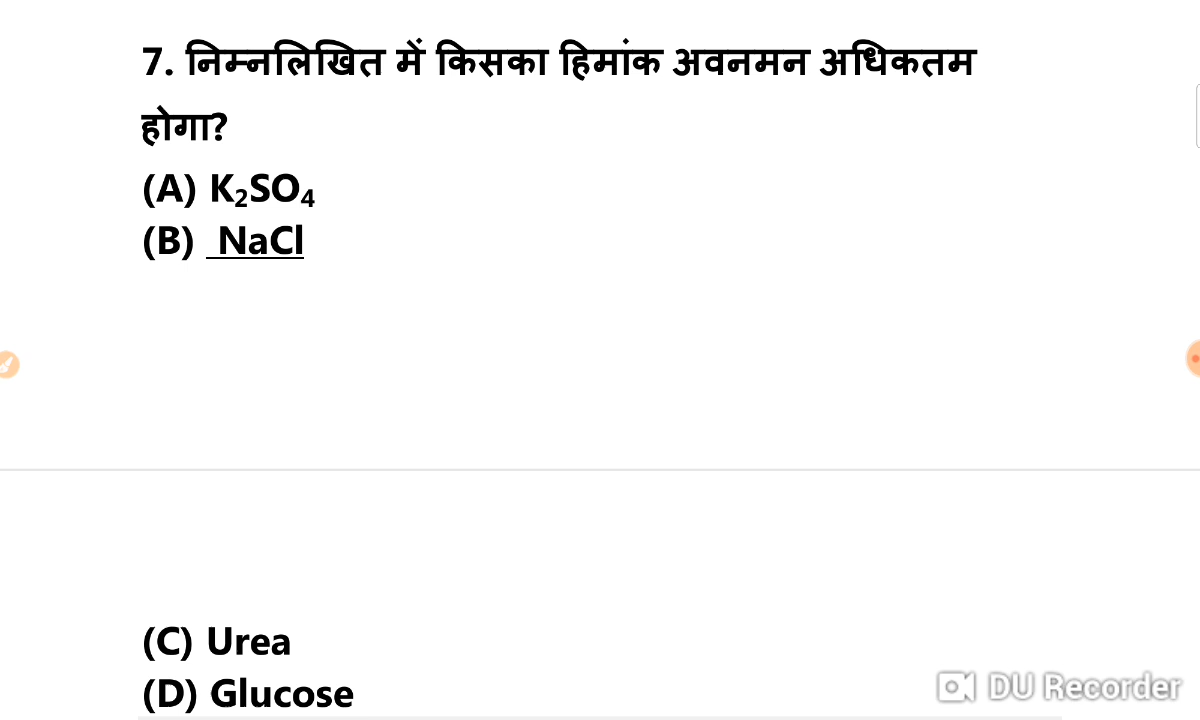 7. निम्नलिखित में किसका हिमांक अवनमन अधिकतम
होगा?
(A) K₂SO₄
(B) NaCl
(C) Urea
(D) Glucose
DU Recorder